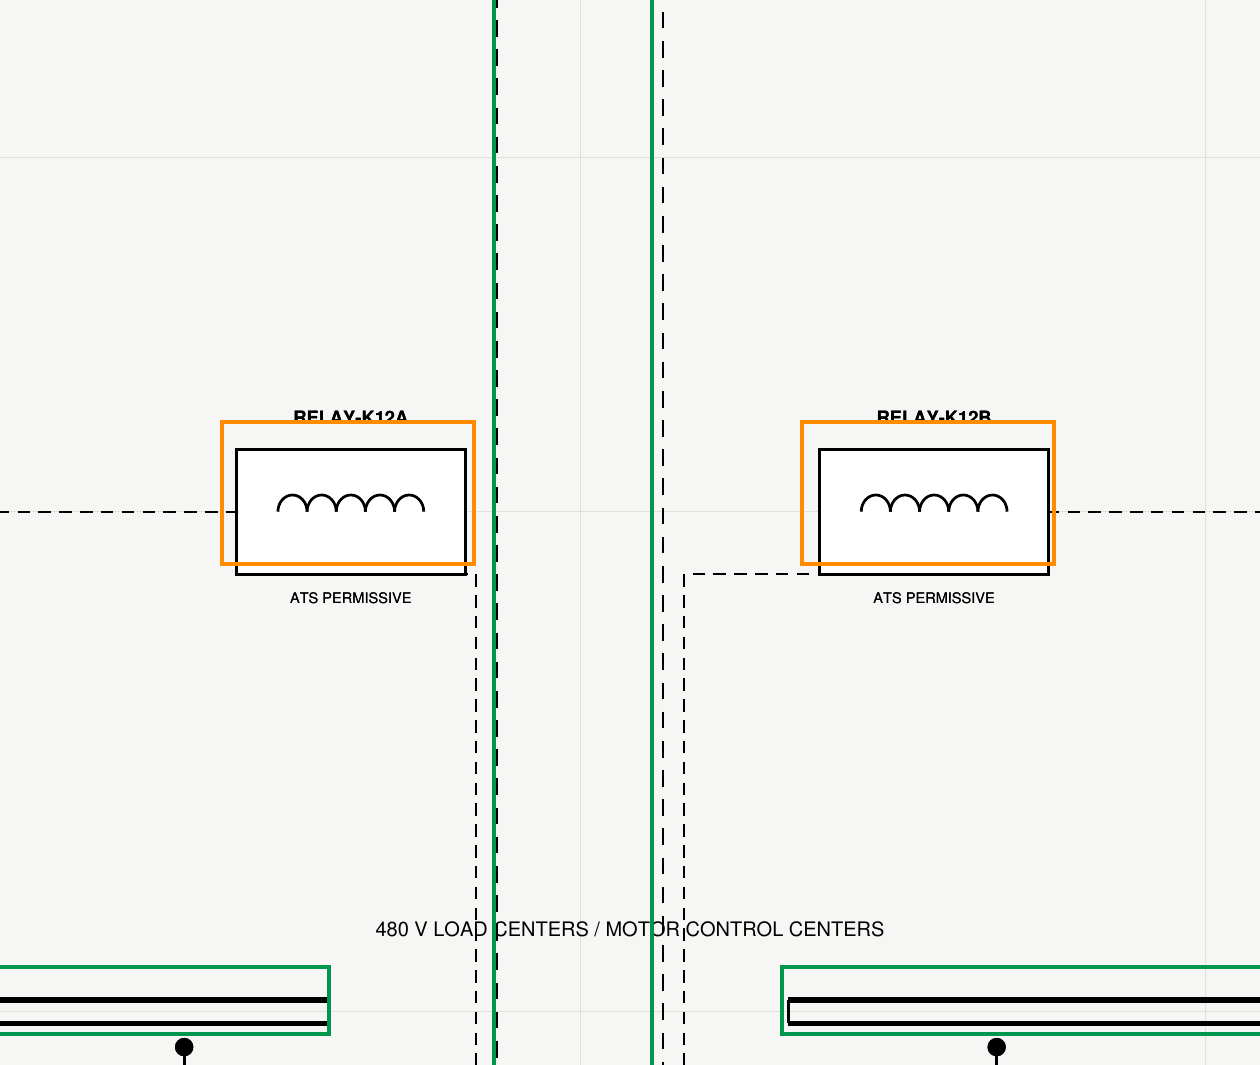 RELAY-K12A
RELAY-K12B
ATS PERMISSIVE
ATS PERMISSIVE
480 V LOAD CENTERS / MOTOR CONTROL CENTERS